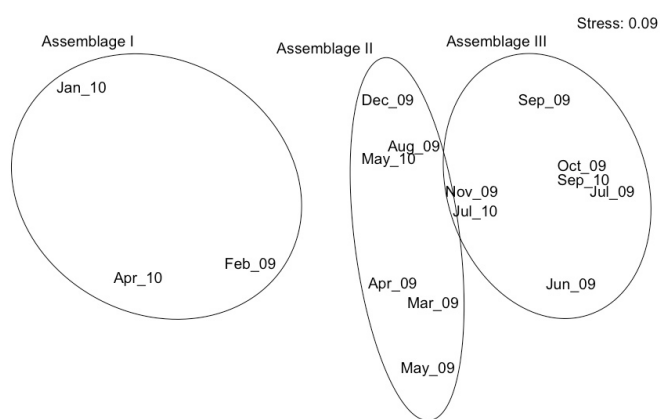 Stress: 0.09
Assemblage I
Assemblage II
Assemblage III
Jan_10
Apr_10
Feb_09
Dec_09
Aug_09
May_10
Apr_09
Mar_09
May_09
Sep_09
Oct_09
Sep_10
Jul_09
Nov_09
Jul_10
Jun_09